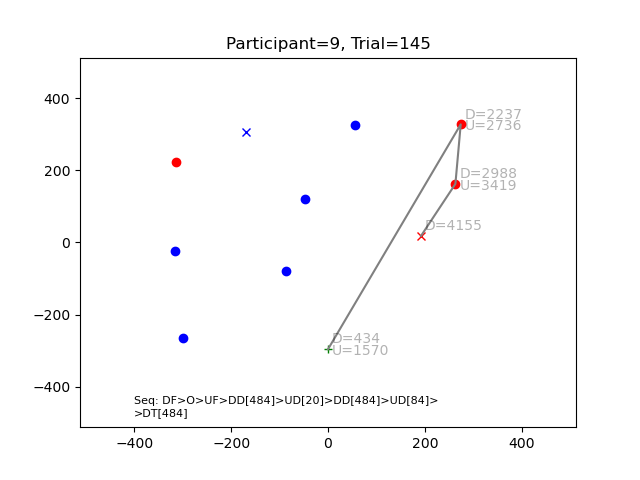 Participant=9, Trial=145
400
200
0
−200
−400
−400
−200
0
200
400
D=2237
U=2736
D=2988
U=3419
D=4155
D=434
U=1570
Seq: DF>O>UF>DD[484]>UD[20]>DD[484]>UD[84]>
>DT[484]